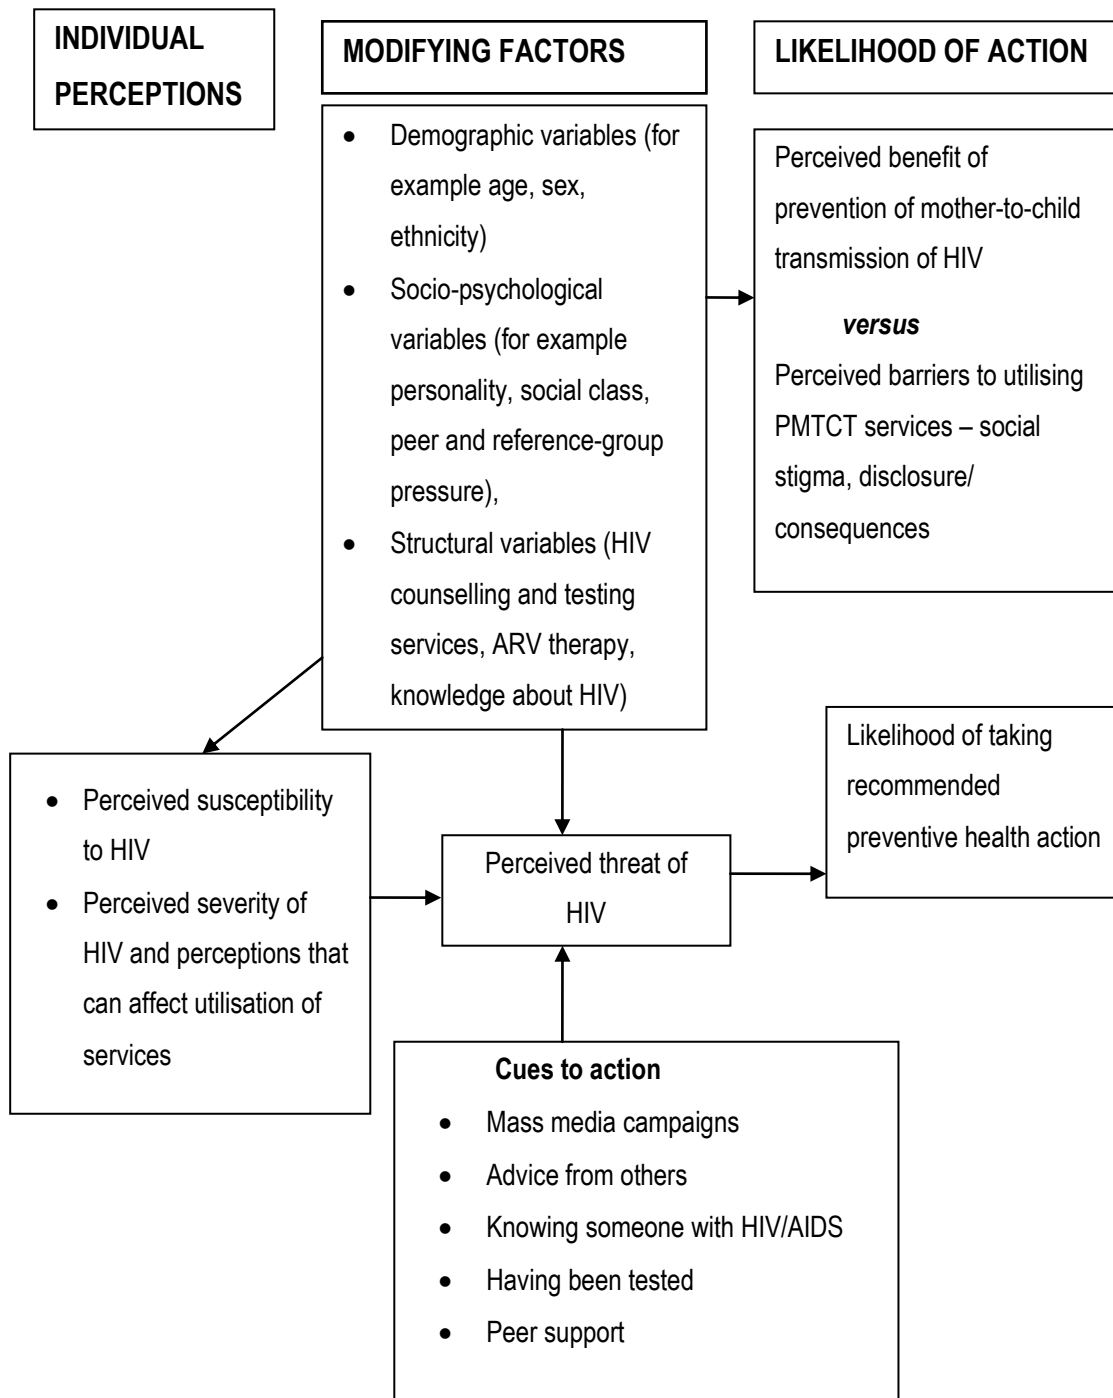 INDIVIDUAL
PERCEPTIONS
MODIFYING FACTORS
LIKELIHOOD OF ACTION
• Demographic variables (for
example age, sex,
ethnicity)
• Socio-psychological
variables (for example
personality, social class,
peer and reference-group
pressure),
• Structural variables (HIV
counselling and testing
services, ARV therapy,
knowledge about HIV)
Perceived benefit of
prevention of mother-to-child
transmission of HIV
versus
Perceived barriers to utilising
PMTCT services – social
stigma, disclosure/
consequences
• Perceived susceptibility
to HIV
• Perceived severity of
HIV and perceptions that
can affect utilisation of
services
Perceived threat of
HIV
Likelihood of taking
recommended
preventive health action
Cues to action
• Mass media campaigns
• Advice from others
• Knowing someone with HIV/AIDS
• Having been tested
• Peer support